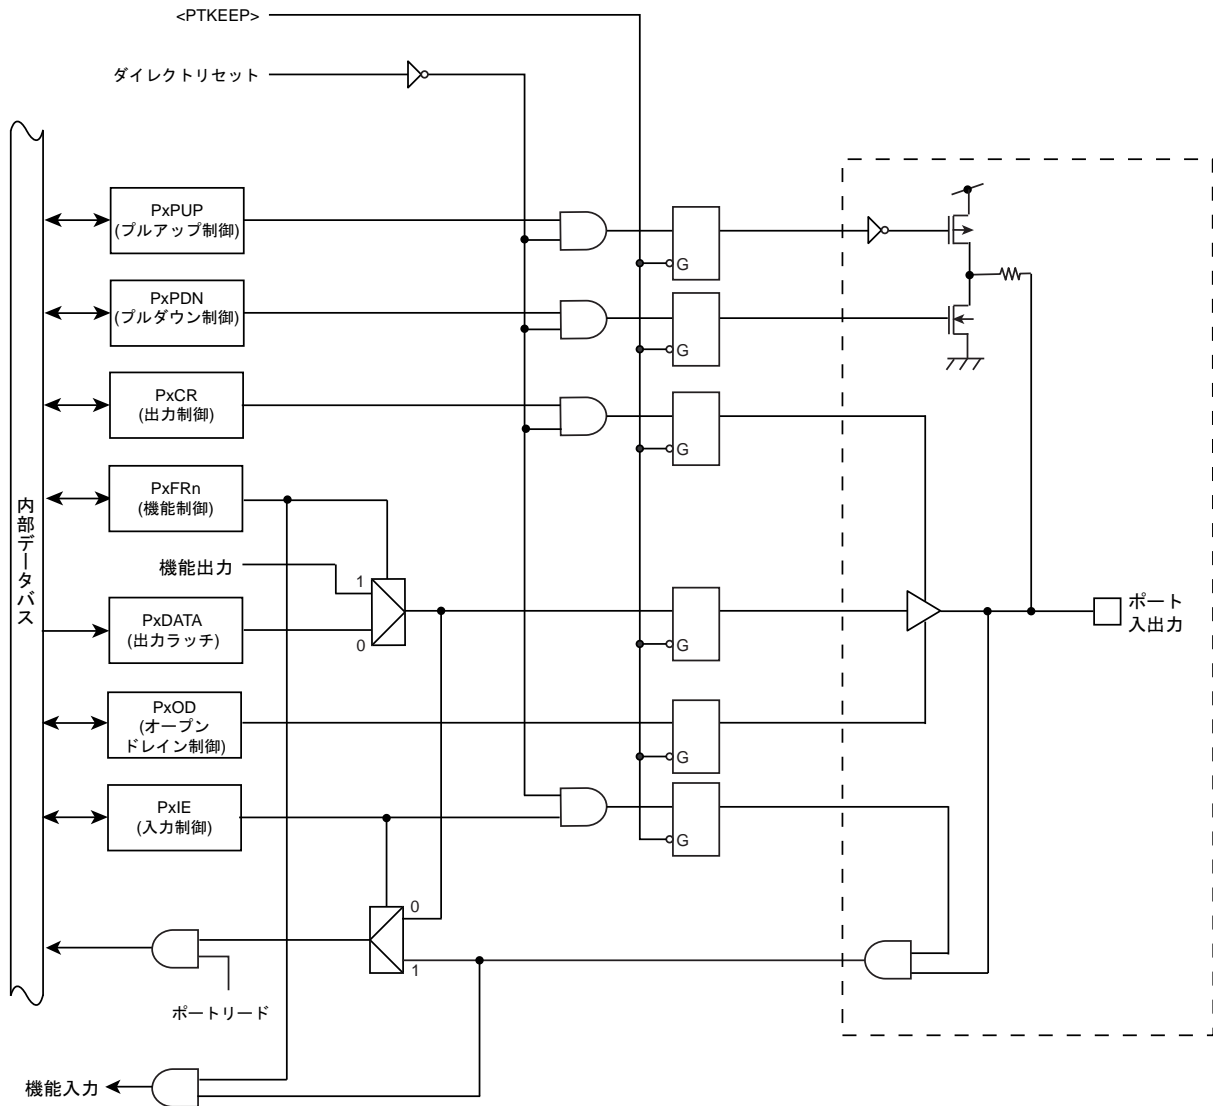 <PTKEEP>
ダイレクトリセット
PxPUP
(プルアップ制御)
G
PxPDN
(プルダウン制御)
G
PxCR
(出力制御)
G
内部データバス
PxFRn
(機能制御)
機能出力
1
0
PxDATA
(出力ラッチ)
G
ポート
入出力
PxOD
(オープン
ドレイン制御)
G
PxIE
(入力制御)
G
0
1
ポートリード
機能入力